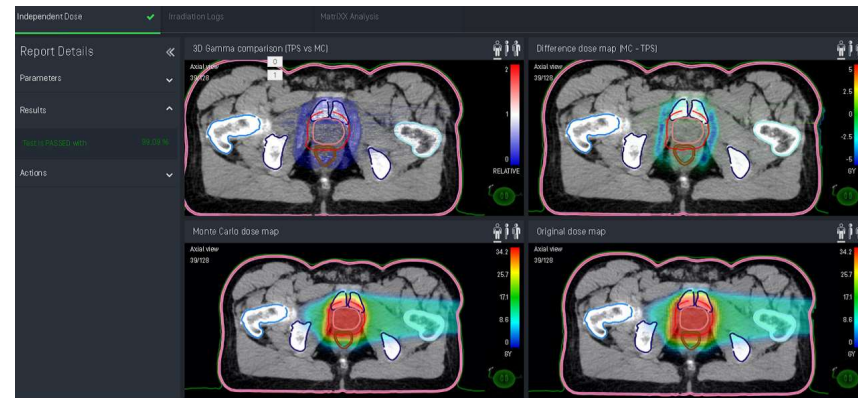 Independent Dose
Irradiation Logs
MatriXX Analysis
Report Details
Parameters
Results
Test is PASSED with 99.09 %
Actions
3D Gamma comparison (TPS vs MC)
Axial view
39/128
0
1
2
1
0
RELATIVE
Difference dose map (MC - TPS)
Axial view
39/128
5
2.5
0
-2.5
-5
GY
Monte Carlo dose map
Axial view
39/128
34.2
25.7
17.1
8.6
0
GY
Original dose map
Axial view
39/128
34.2
25.7
17.1
8.6
0
GY